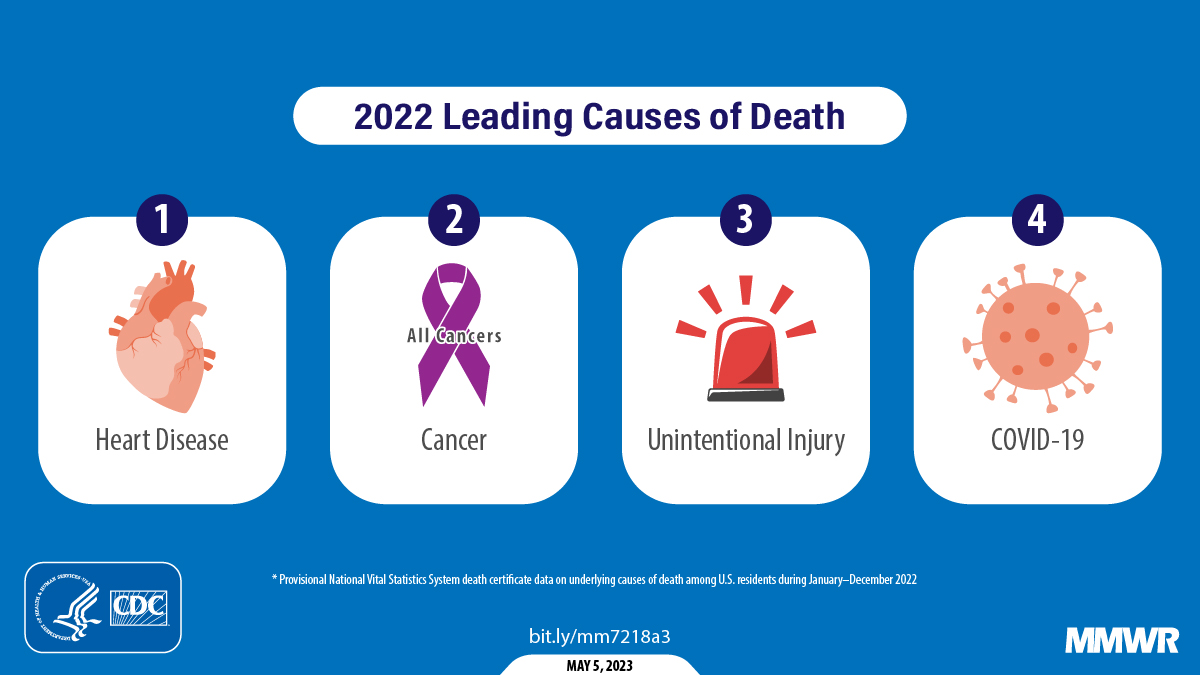 2022 Leading Causes of Death
1
2
3
4
All Cancers
Heart Disease
Cancer
Unintentional Injury
COVID-19
DEPARTMENT OF HEALTH & HUMAN SERVICES·USA
CDC
* Provisional National Vital Statistics System death certificate data on underlying causes of death among U.S. residents during January–December 2022
bit.ly/mm7218a3
MMWR
MAY 5, 2023